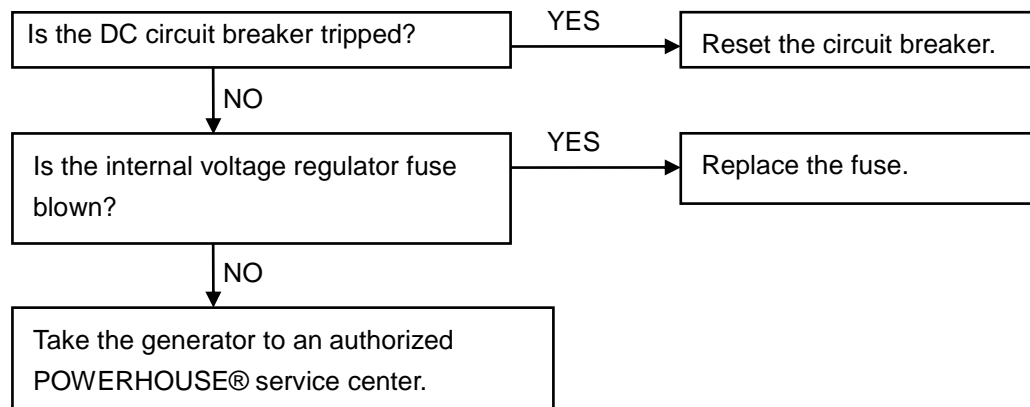 Is the DC circuit breaker tripped?
YES
Reset the circuit breaker.
NO
Is the internal voltage regulator fuse
blown?
YES
Replace the fuse.
NO
Take the generator to an authorized
POWERHOUSE® service center.